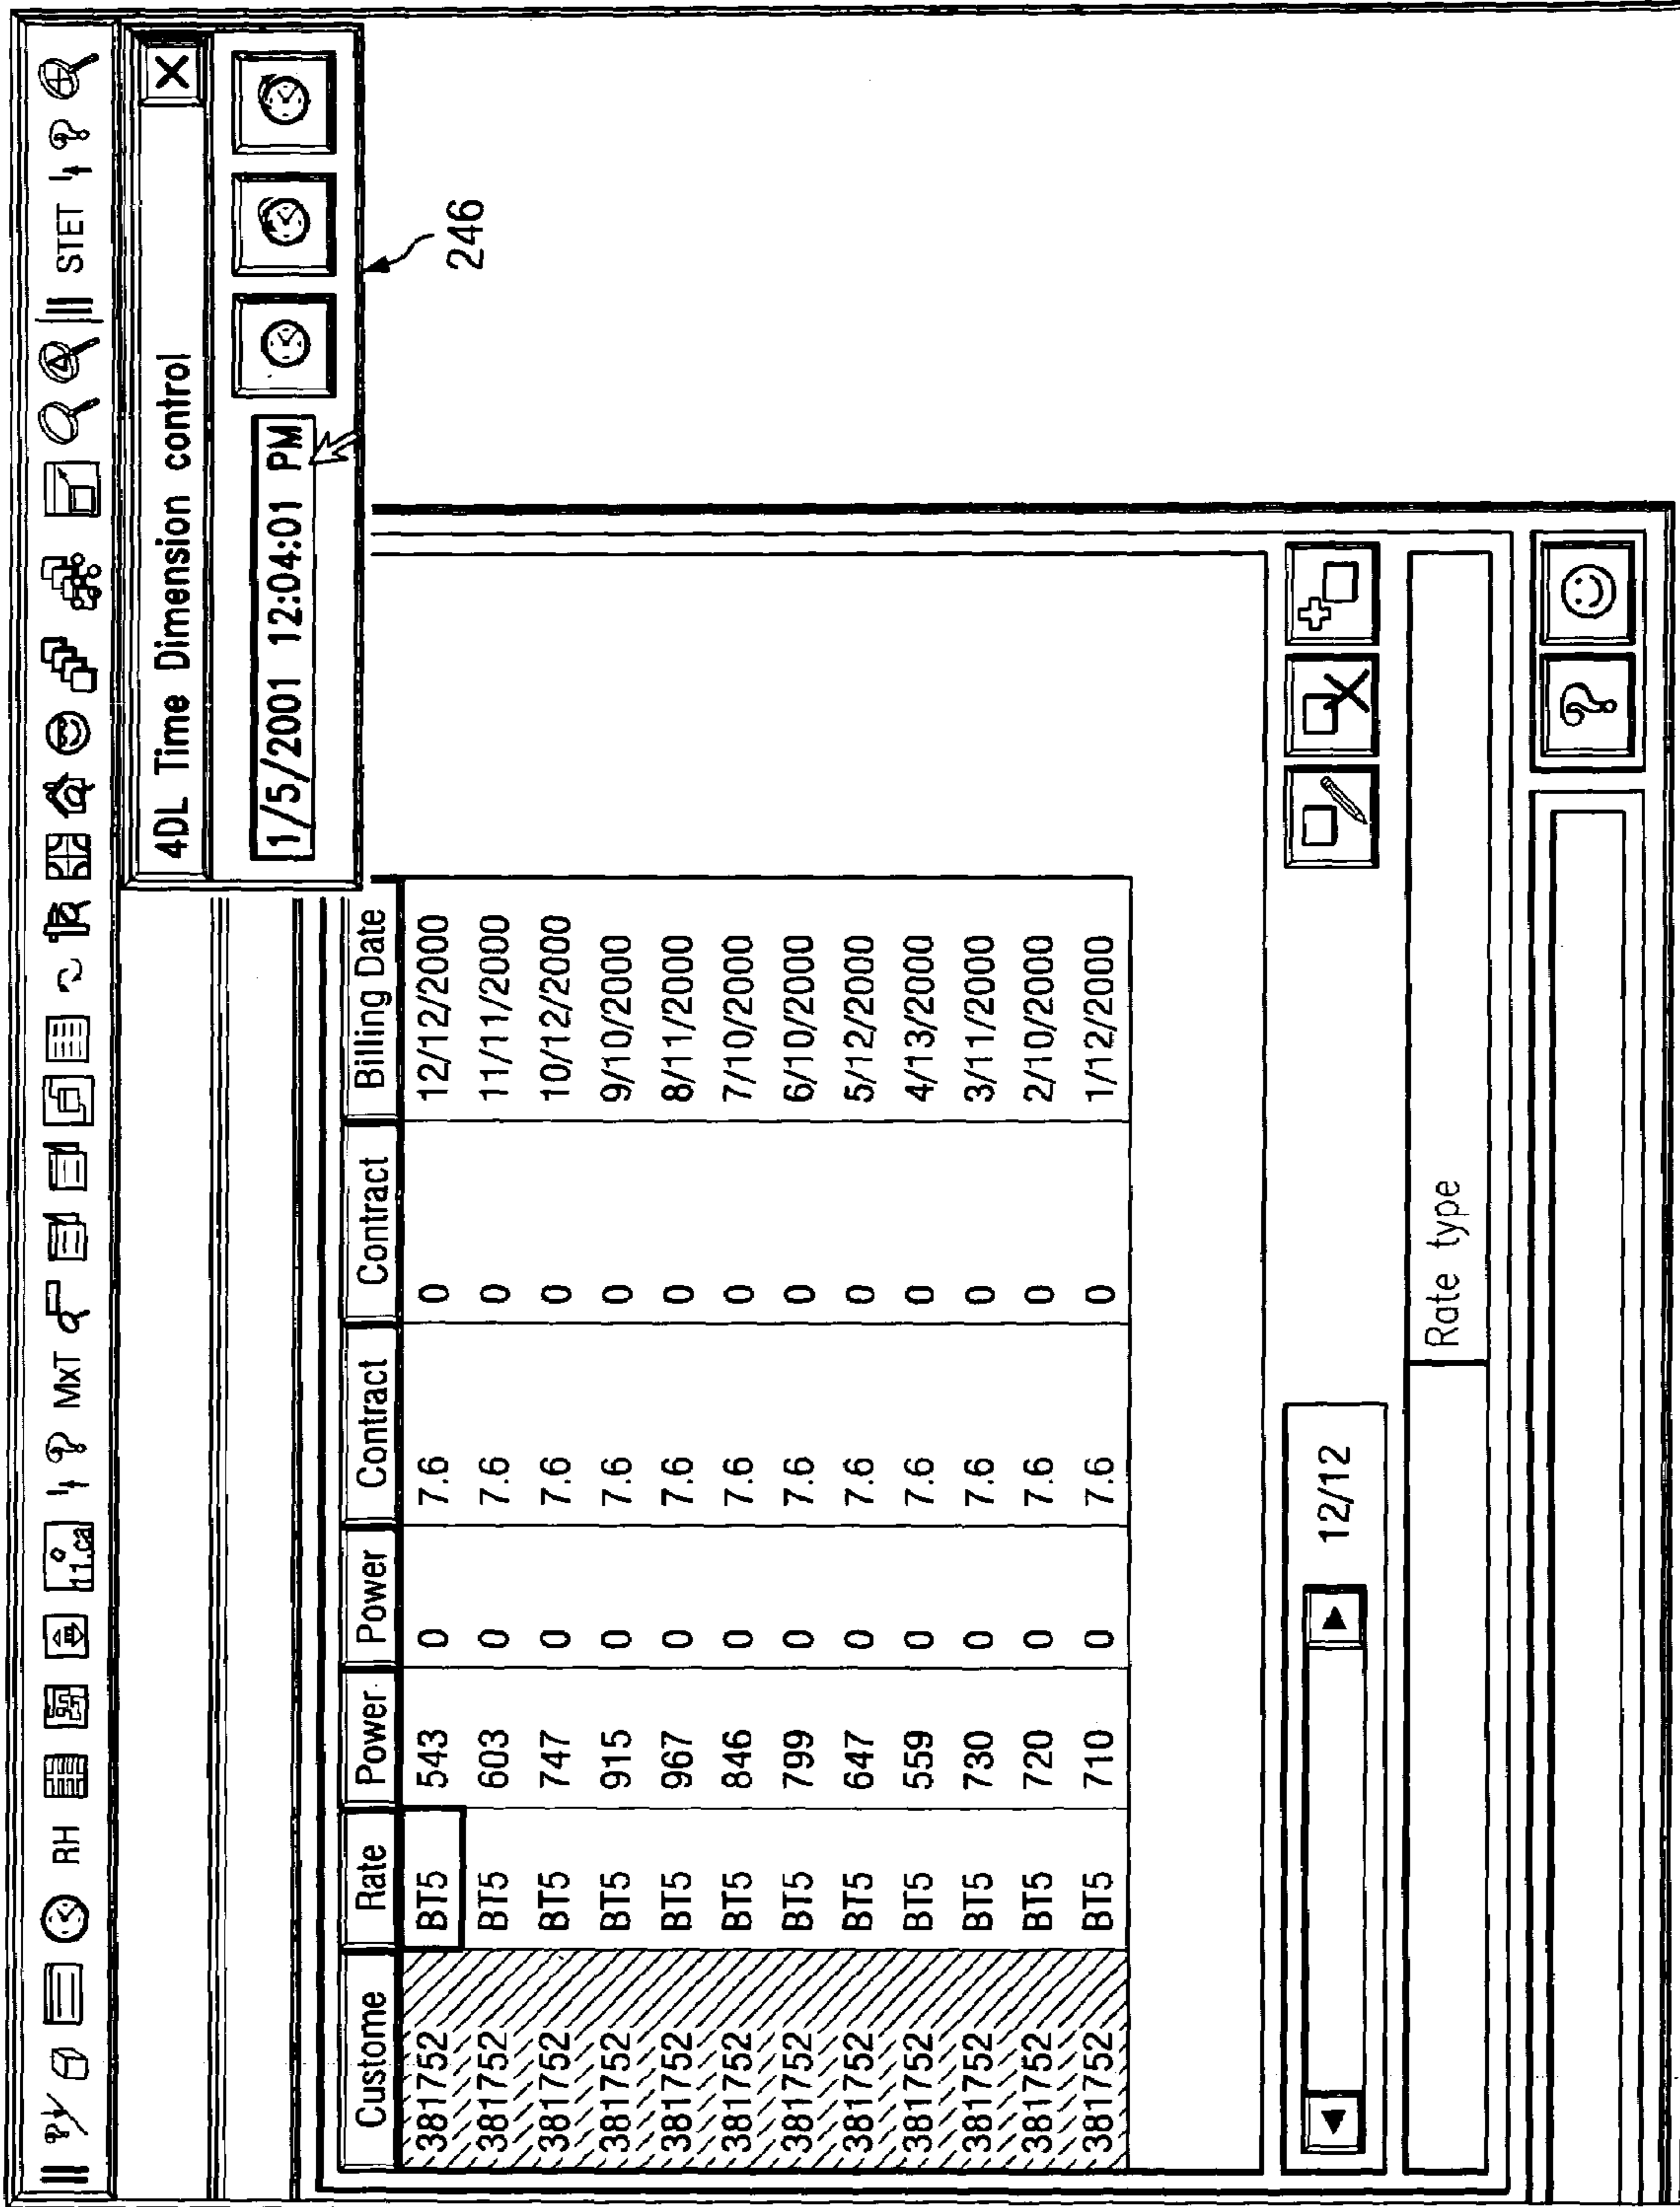 RH 11.ca MxT STET
4DL Time Dimension control X
1/5/2001 12:04:01 PM
246
Custome Rate Power Power Contract Contract Billing Date
381752 BT5 543 0 7.6 0 12/12/2000
381752 BT5 603 0 7.6 0 11/11/2000
381752 BT5 747 0 7.6 0 10/12/2000
381752 BT5 915 0 7.6 0 9/10/2000
381752 BT5 967 0 7.6 0 8/11/2000
381752 BT5 846 0 7.6 0 7/10/2000
381752 BT5 799 0 7.6 0 6/10/2000
381752 BT5 647 0 7.6 0 5/12/2000
381752 BT5 559 0 7.6 0 4/13/2000
381752 BT5 730 0 7.6 0 3/11/2000
381752 BT5 720 0 7.6 0 2/10/2000
381752 BT5 710 0 7.6 0 1/12/2000
12/12
Rate type
?